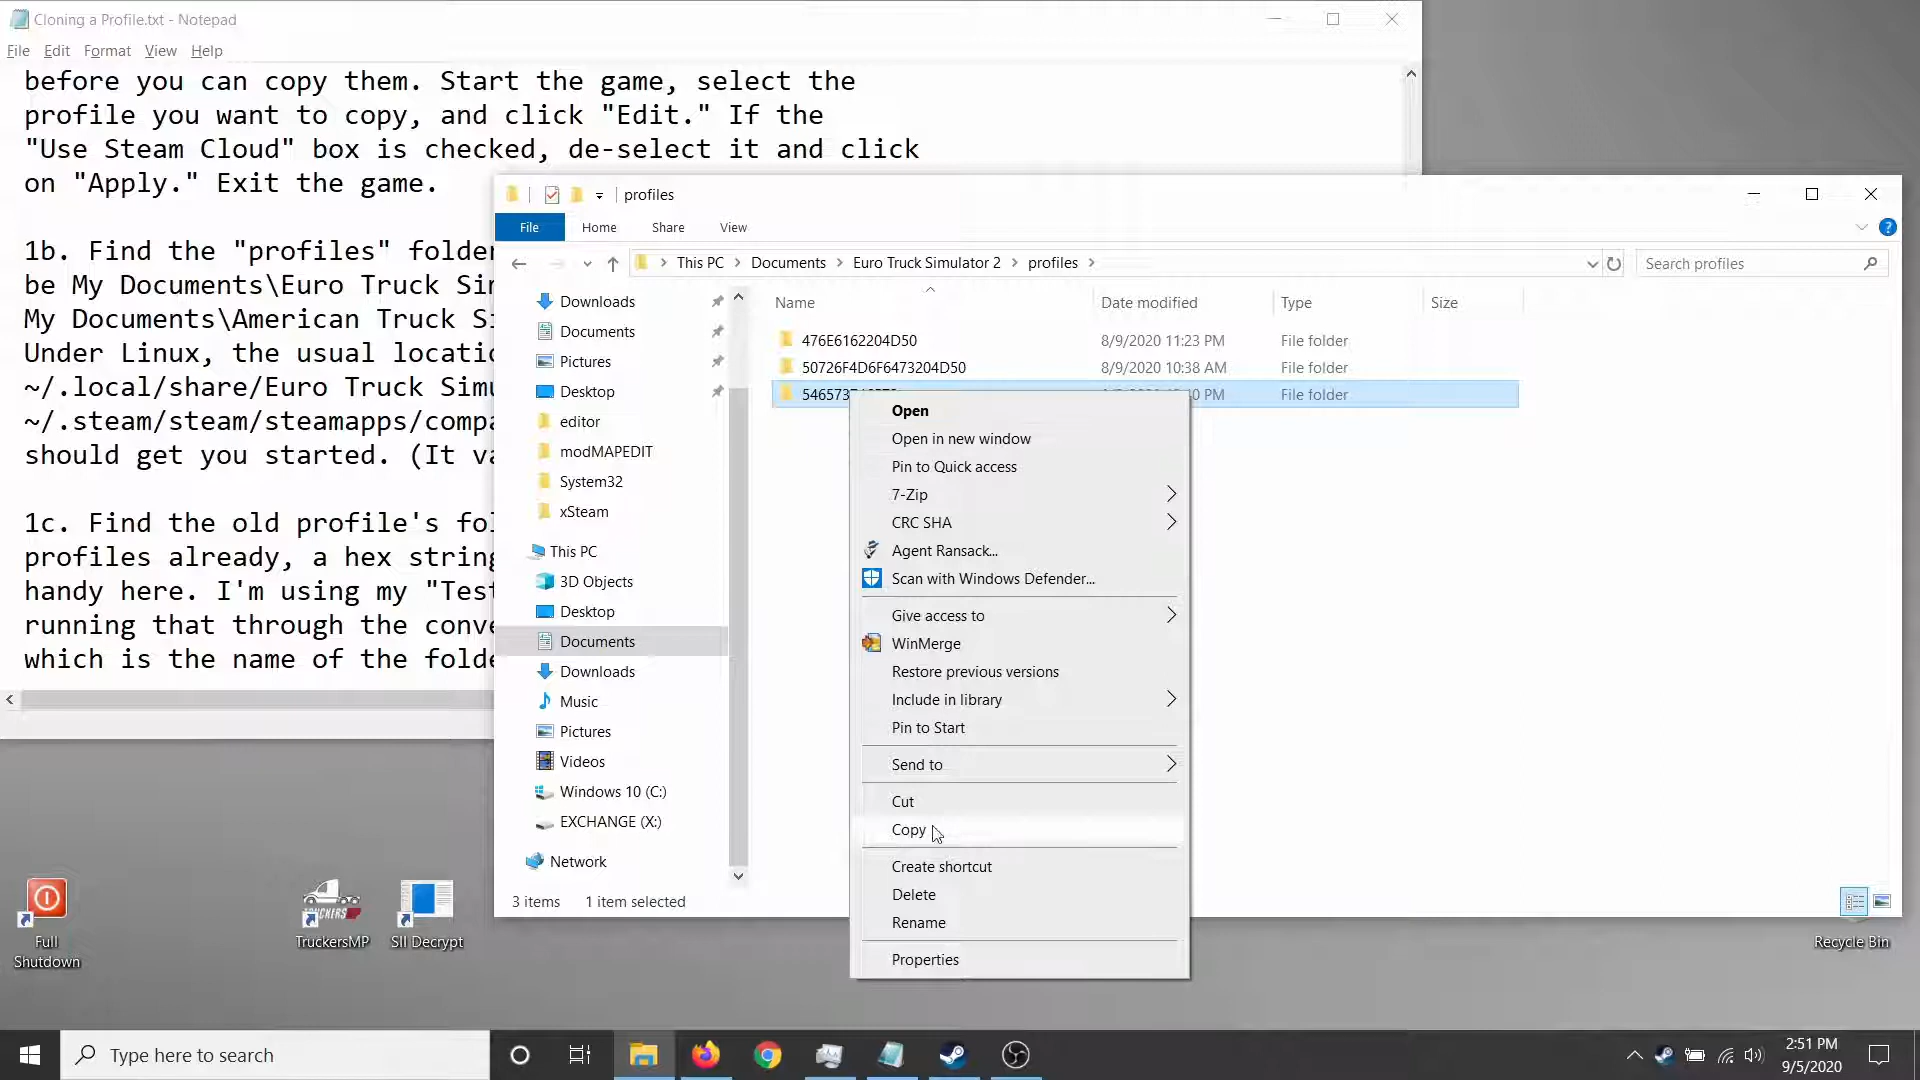 Cloning a Profile.txt - Notepad
File Edit Format View Help
before you can copy them. Start the game, select the
profile you want to copy, and click "Edit." If the
"Use Steam Cloud" box is checked, de-select it and click
on "Apply." Exit the game.
1b. Find the "profiles" folder
be My Documents\Euro Truck Si
My Documents\American Truck S
Under Linux, the usual locati
~/.local/share/Euro Truck Sim
~/.steam/steam/steamapps/comp
should get you started. (It va
1c. Find the old profile's fol
profiles already, a hex string
handy here. I'm using my "Test
running that through the conve
which is the name of the folde
profiles
File Home Share View
This PC Documents Euro Truck Simulator 2 profiles
Search profiles
Downloads
Documents
Pictures
Desktop
editor
modMAPEDIT
System32
xSteam
This PC
3D Objects
Desktop
Documents
Downloads
Music
Pictures
Videos
Windows 10 (C:)
EXCHANGE (X:)
Network
Name Date modified Type Size
476E6162204D50 8/9/2020 11:23 PM File folder
50726F4D6F6473204D50 8/9/2020 10:38 AM File folder
File folder
Open
Open in new window
Pin to Quick access
7-Zip
CRC SHA
Agent Ransack...
Scan with Windows Defender...
Give access to
WinMerge
Restore previous versions
Include in library
Pin to Start
Send to
Cut
Copy
Create shortcut
Delete
Rename
Properties
3 items 1 item selected
Full
Shutdown
TRUCKERSMP
TruckersMP
SII Decrypt
Recycle Bin
Type here to search
2:51 PM
9/5/2020